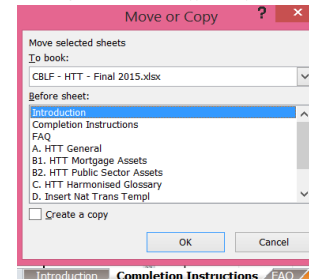 Move or Copy ? ×
Move selected sheets
To book:
CBLF - HTT - Final 2015.xlsx
Before sheet:
Introduction
Completion Instructions
FAQ
A. HTT General
B1. HTT Mortgage Assets
B2. HTT Public Sector Assets
C. HTT Harmonised Glossary
D. Insert Nat Trans Templ
Create a copy
OK Cancel
Introduction Completion Instructions FAQ